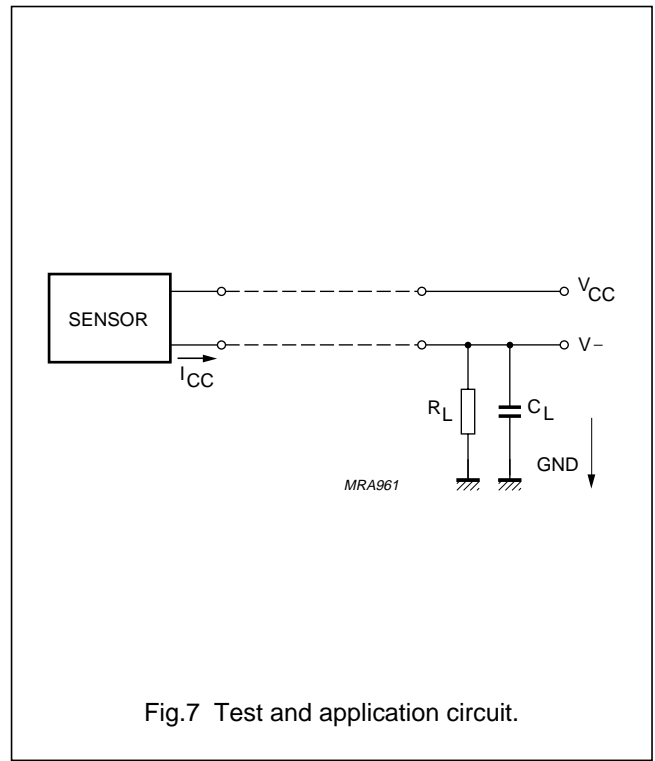 V_CC
SENSOR
V−
I_CC
R_L
C_L
GND
MRA961
Fig.7 Test and application circuit.